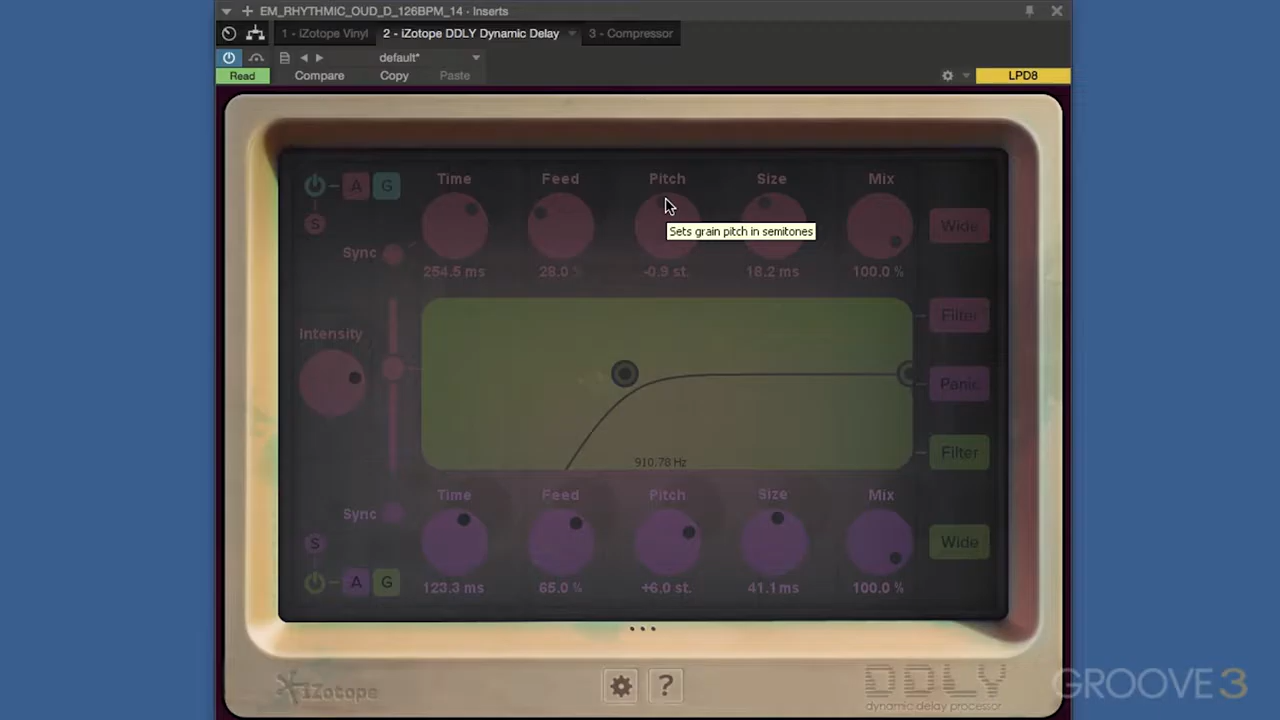 EM_RHYTHMIC_OUD_D_126BPM_14 - Inserts
1 - iZotope Vinyl 2 - iZotope DDLY Dynamic Delay 3 - Compressor
default*
Read Compare Copy Paste LPD8
A G Time Feed Pitch Size Mix
S Sets grain pitch in semitones Wide
Sync
254.5 ms 28.0 % -0.9 st. 18.2 ms 100.0 %
Filter
Intensity
Panic
Filter
910.78 Hz
Time Feed Pitch Size Mix
Sync
S Wide
A G 123.3 ms 65.0 % +6.0 st. 41.1 ms 100.0 %
iZotope ? DDLY GROOVE 3
dynamic delay processor